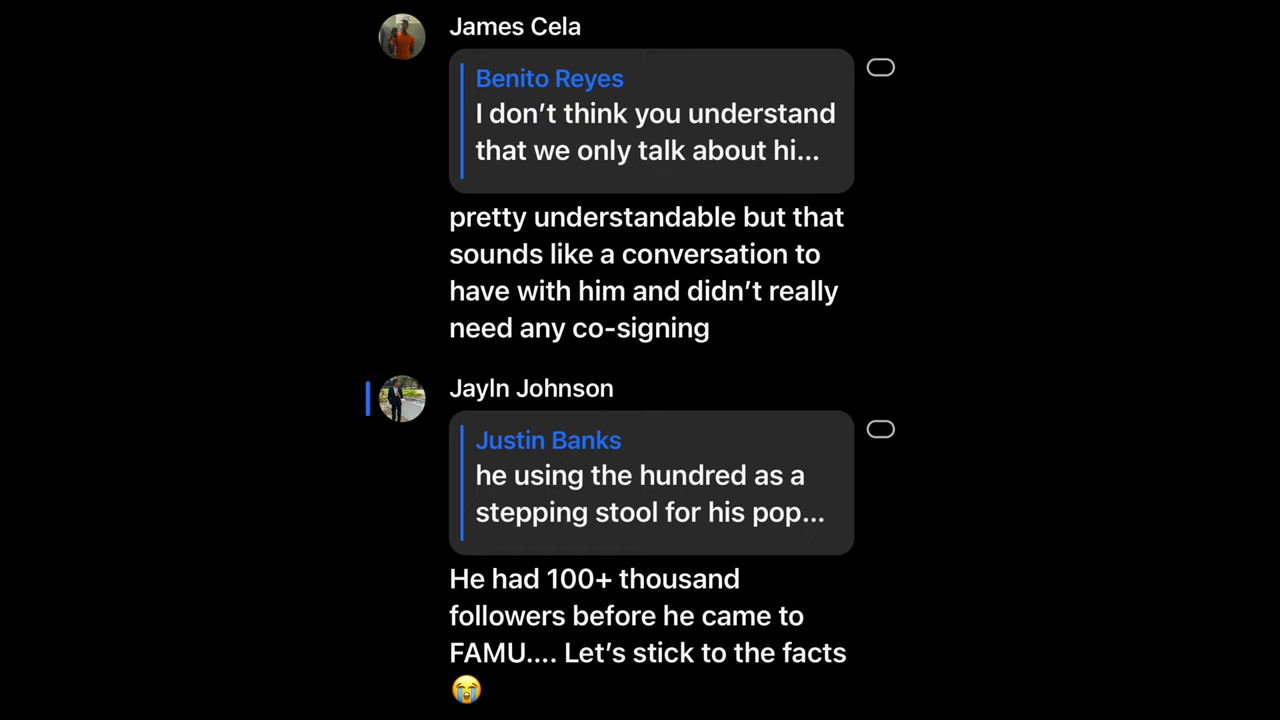 James Cela
Benito Reyes
I don’t think you understand
that we only talk about hi...
pretty understandable but that
sounds like a conversation to
have with him and didn’t really
need any co-signing
Jayln Johnson
Justin Banks
he using the hundred as a
stepping stool for his pop...
He had 100+ thousand
followers before he came to
FAMU.... Let’s stick to the facts
😭